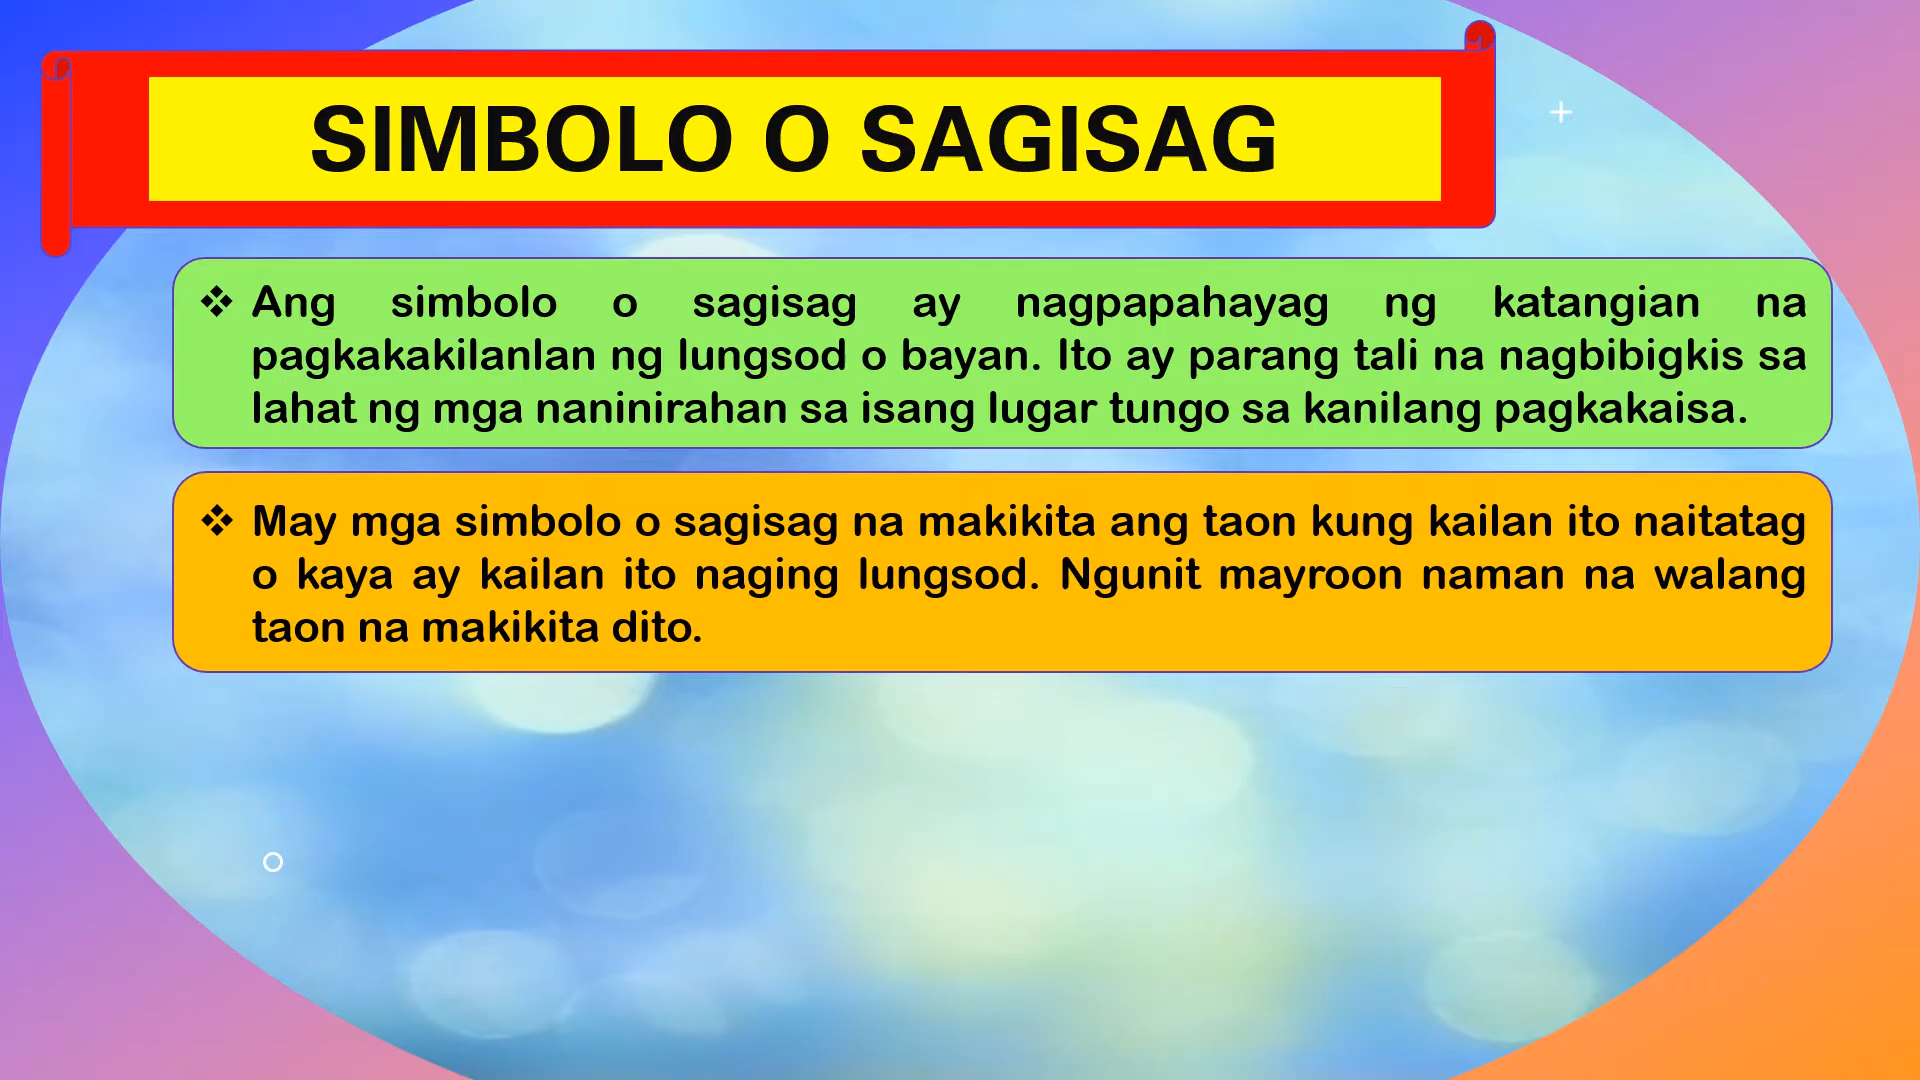 SIMBOLO O SAGISAG
❖ Ang simbolo o sagisag ay nagpapahayag ng katangian na
pagkakakilanlan ng lungsod o bayan. Ito ay parang tali na nagbibigkis sa
lahat ng mga naninirahan sa isang lugar tungo sa kanilang pagkakaisa.
❖ May mga simbolo o sagisag na makikita ang taon kung kailan ito naitatag
o kaya ay kailan ito naging lungsod. Ngunit mayroon naman na walang
taon na makikita dito.